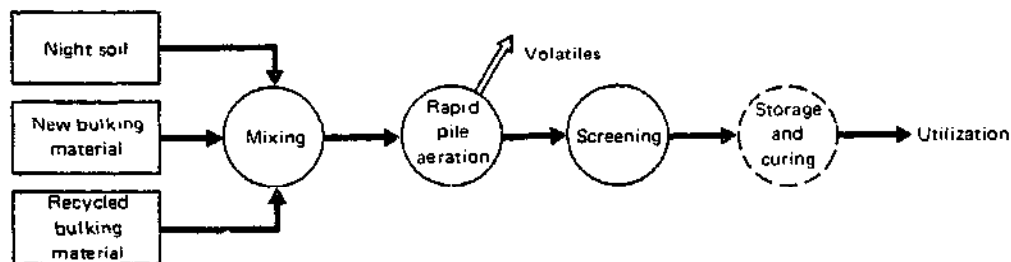 Night soil
New bulking
material
Recycled
bulking
material
Mixing
Rapid
pile
aeration
Volatiles
Screening
Storage
and
curing
Utilization